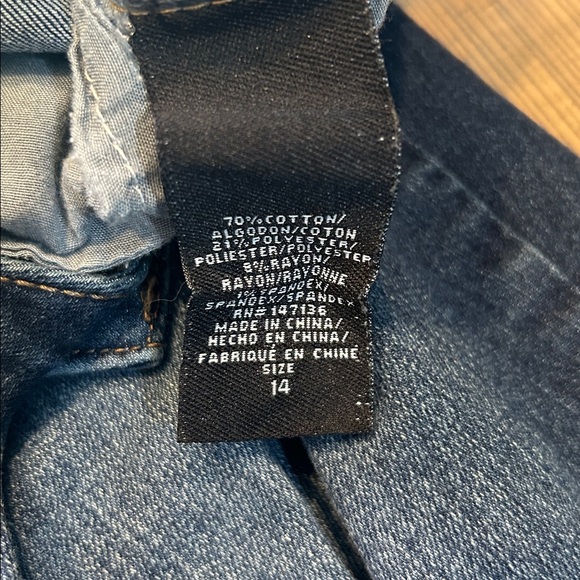 70% COTTON/
ALGODON/COTON
21% POLYESTER/
POLIESTER/POLYESTER
8% RAYON/
RAYON/RAYONNE
1% SPANDEX/
SPANDEX/SPANDEX
RN# 147136
MADE IN CHINA/
HECHO EN CHINA/
FABRIQUÉ EN CHINE
SIZE
14